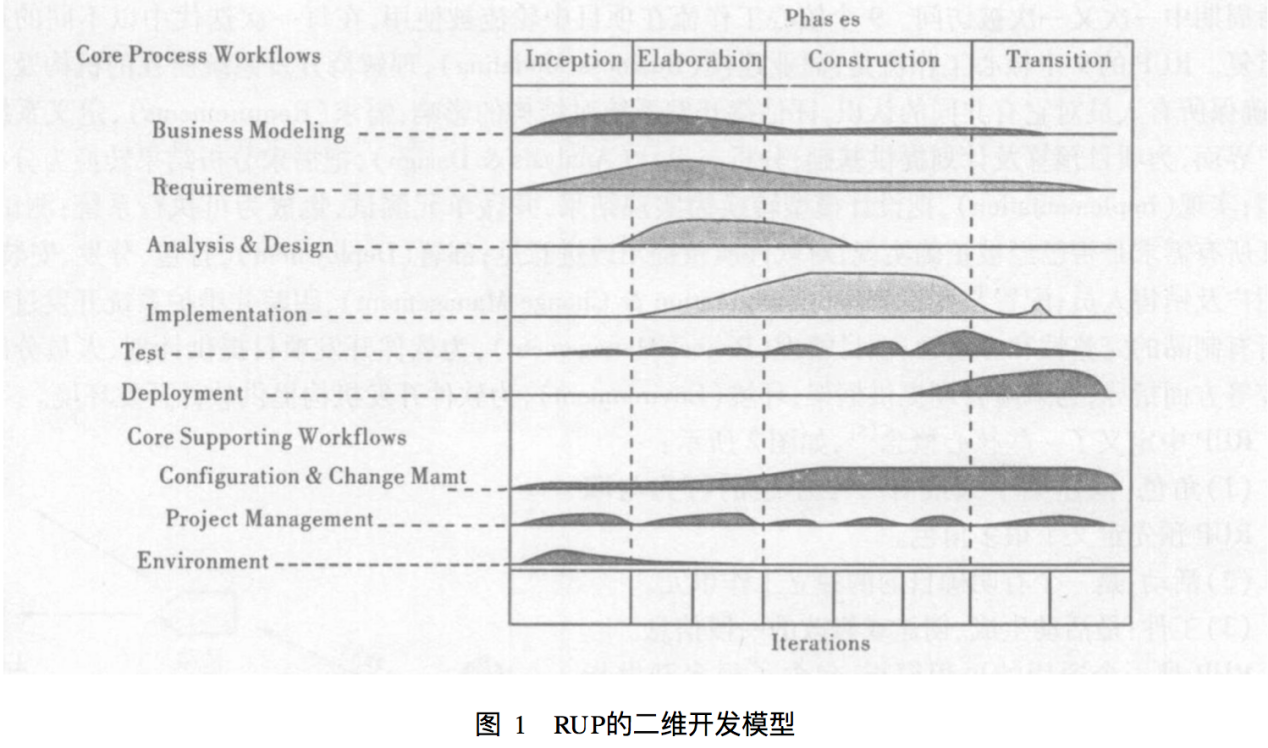 Phas es
Core Process Workflows
Inception Elaborabion Construction Transition
Business Modeling
Requirements
Analysis & Design
Implementation
Test
Deployment
Core Supporting Workflows
Configuration & Change Mamt
Project Management
Environment
Iterations
图 1 RUP的二维开发模型